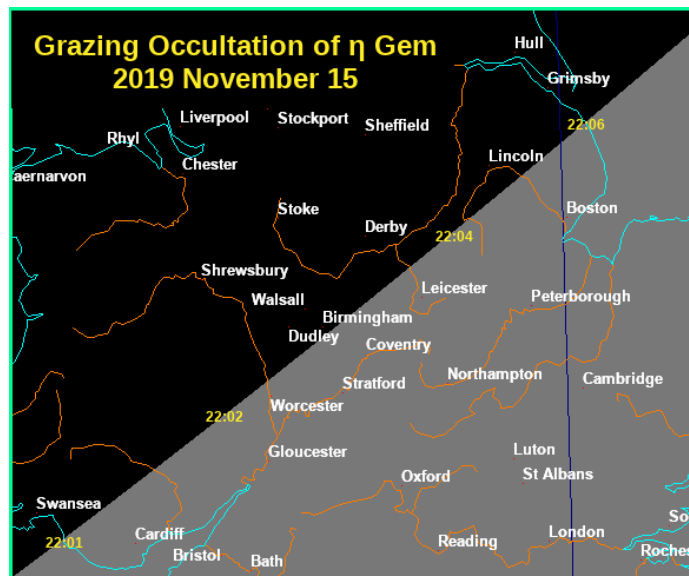 Grazing Occultation of η Gem
2019 November 15
Hull
Grimsby
Liverpool
Stockport
Sheffield
22:06
Rhyl
Chester
Lincoln
aernarvon
Stoke
Derby
Boston
22:04
Shrewsbury
Walsall
Leicester
Peterborough
Birmingham
Dudley
Coventry
Stratford
Northampton
Cambridge
Worcester
22:02
Gloucester
Luton
Oxford
St Albans
Swansea
So
22:01
Cardiff
Bristol
Bath
Reading
London
Roches